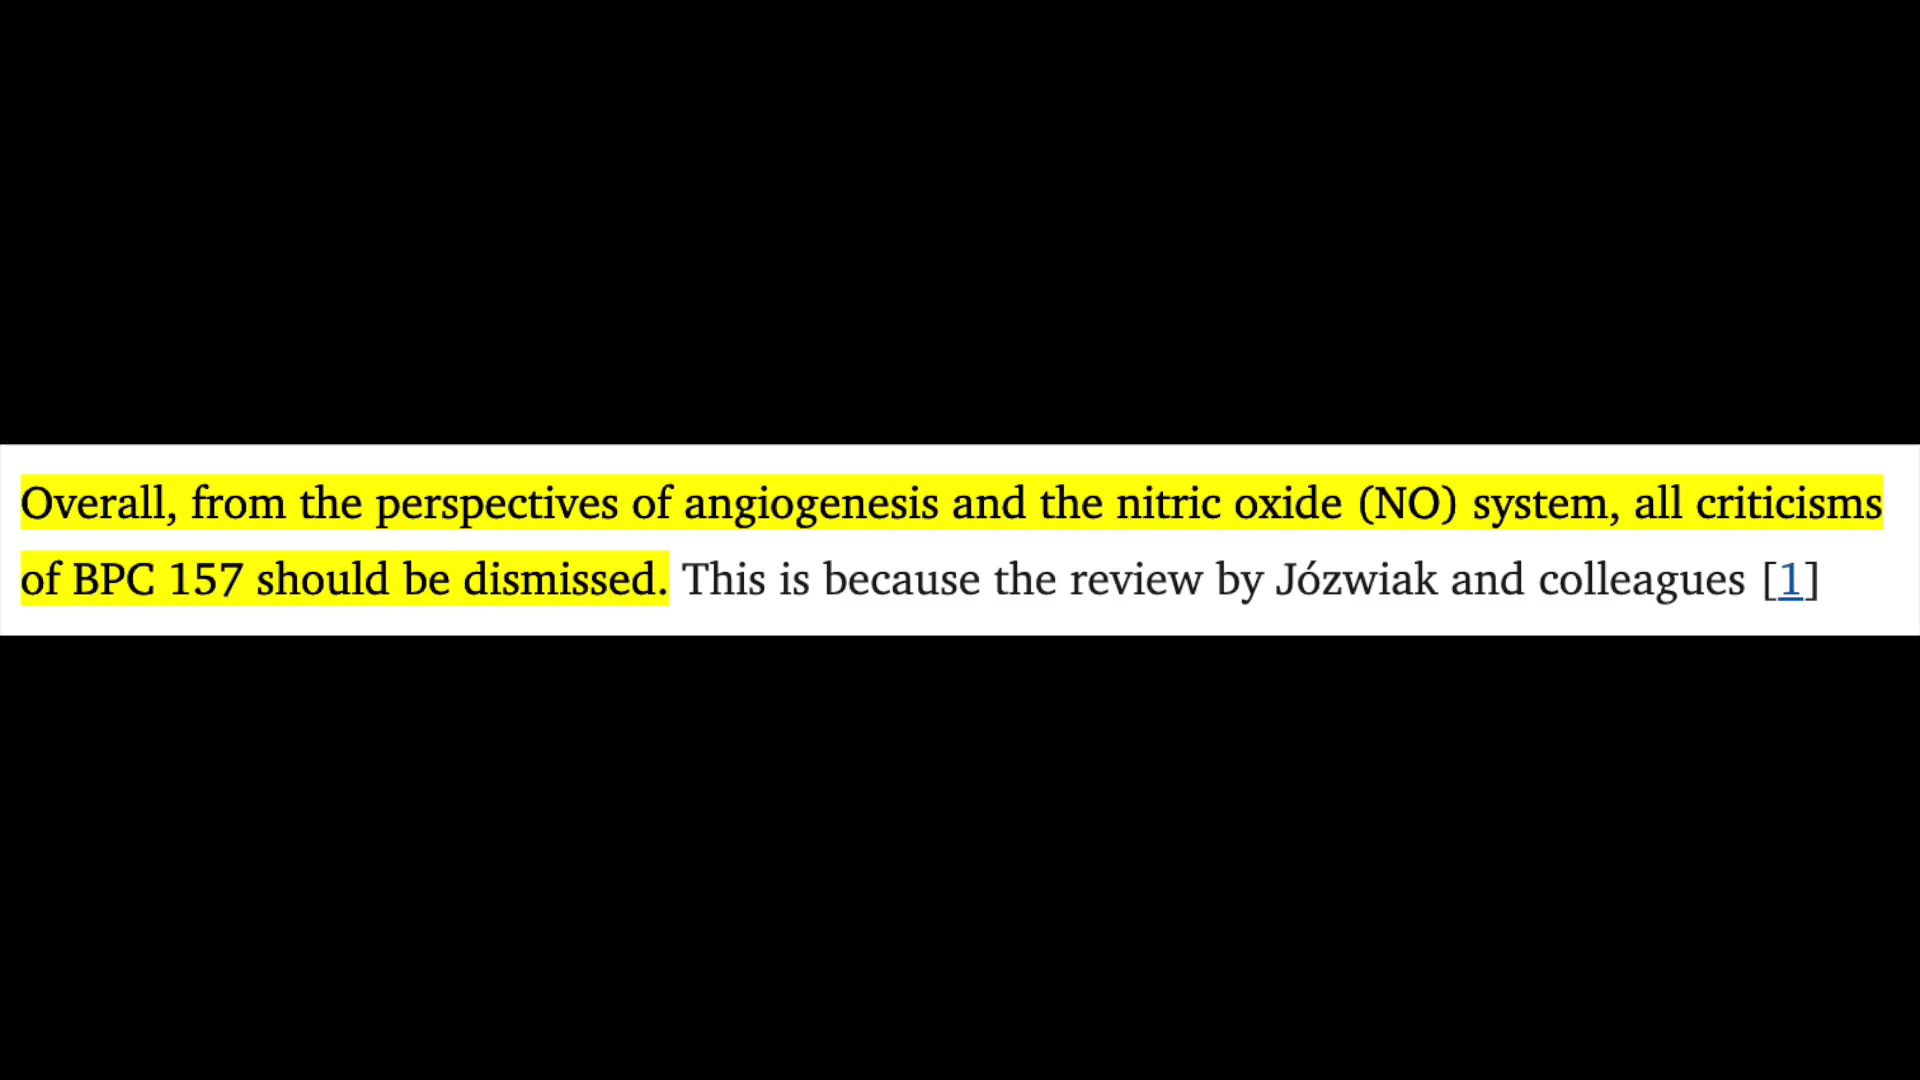 Overall, from the perspectives of angiogenesis and the nitric oxide (NO) system, all criticisms
of BPC 157 should be dismissed. This is because the review by Józwiak and colleagues [1]